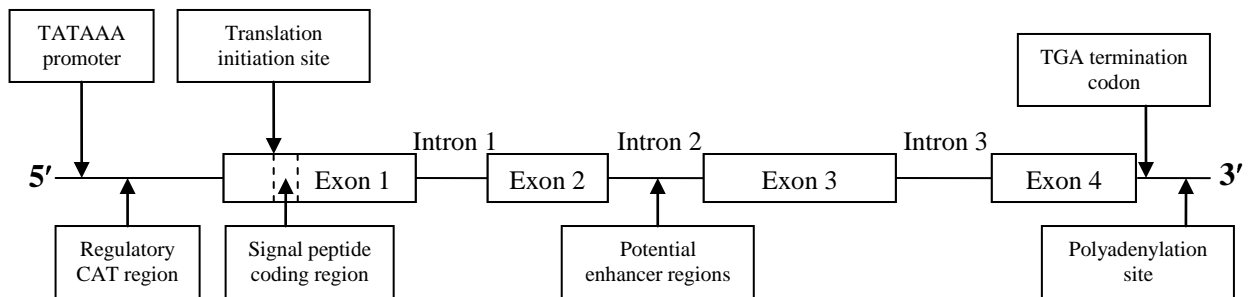 TATAAA
promoter
Translation
initiation site
TGA termination
codon
Intron 1
Intron 2
Intron 3
5′
Exon 1
Exon 2
Exon 3
Exon 4
3′
Regulatory
CAT region
Signal peptide
coding region
Potential
enhancer regions
Polyadenylation
site